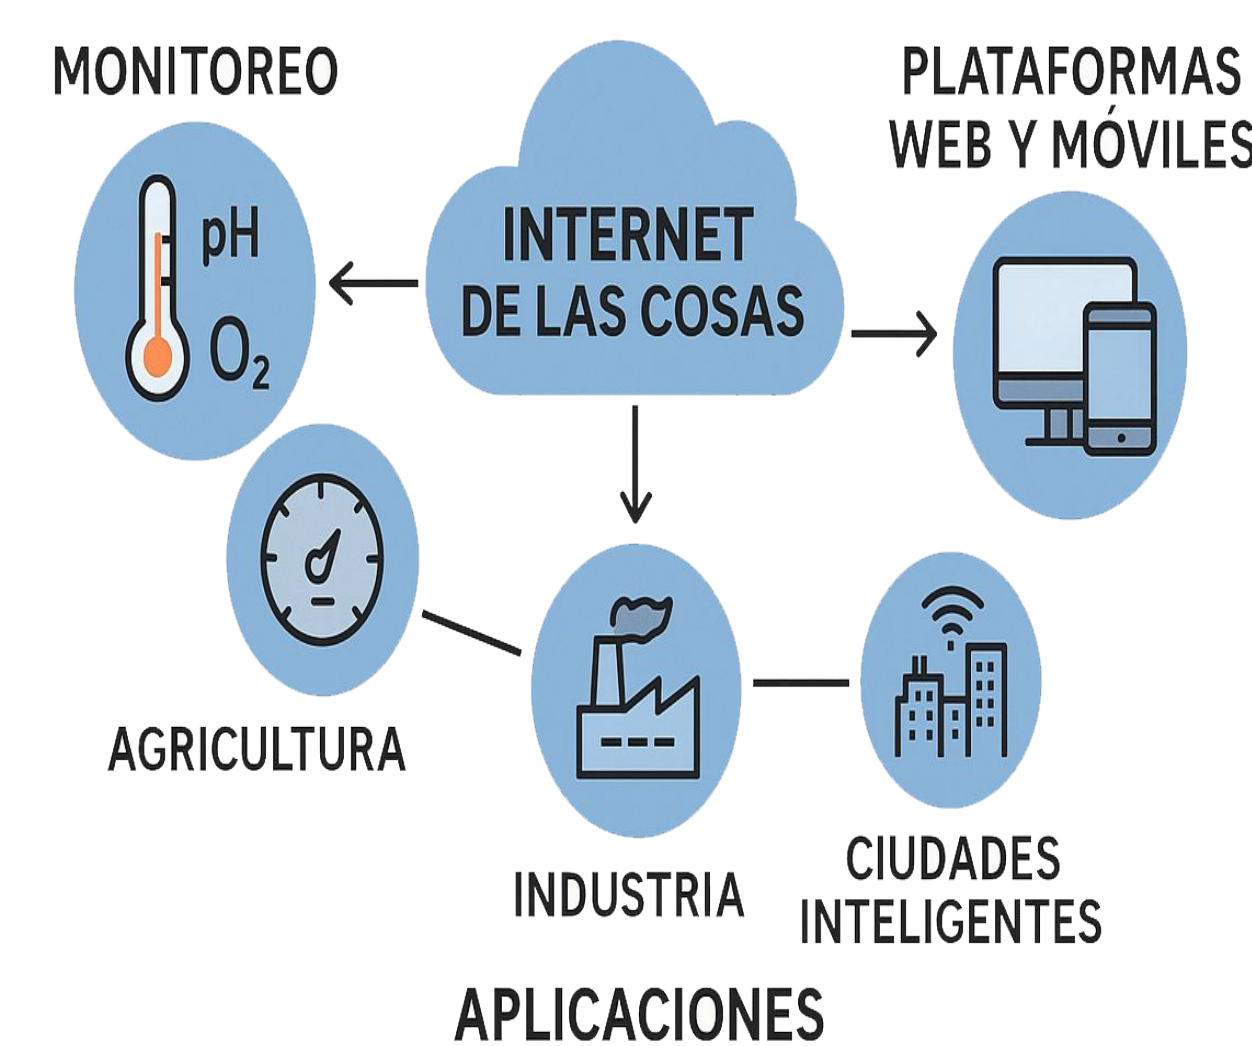 MONITOREO
pH
O₂
INTERNET
DE LAS COSAS
PLATAFORMAS
WEB Y MÓVILES
AGRICULTURA
INDUSTRIA
CIUDADES
INTELIGENTES
APLICACIONES